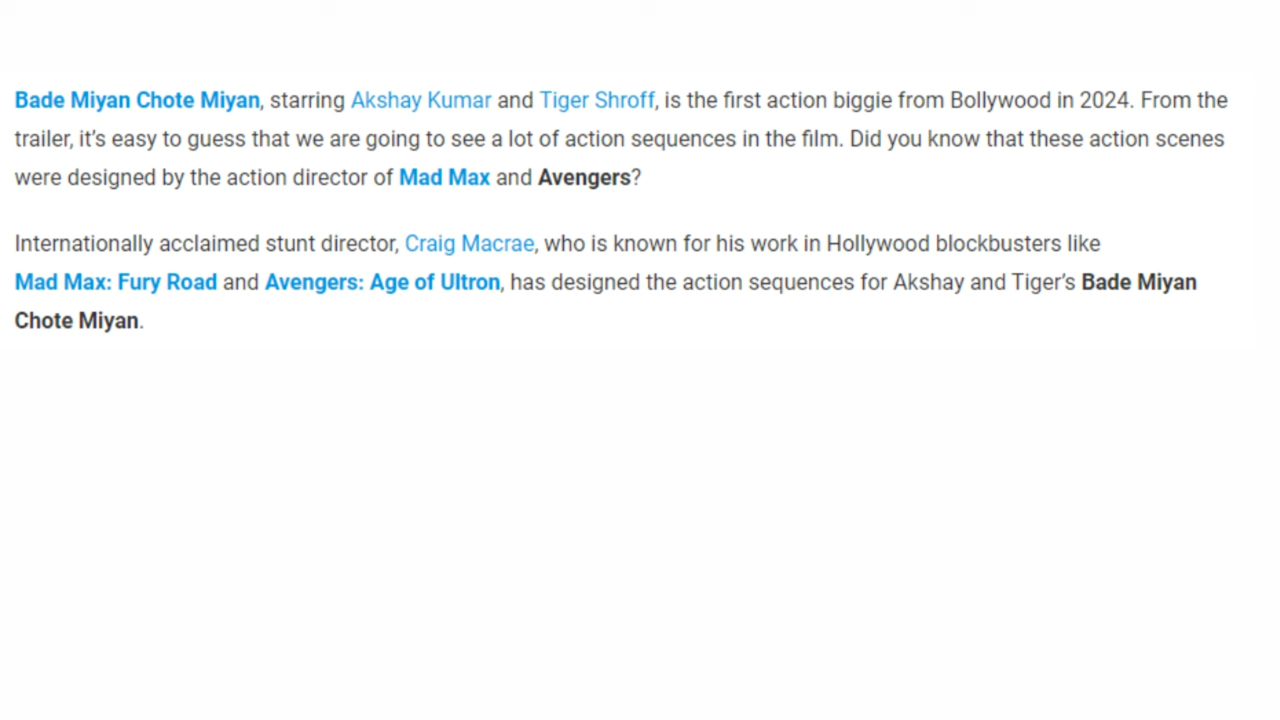 Bade Miyan Chote Miyan, starring Akshay Kumar and Tiger Shroff, is the first action biggie from Bollywood in 2024. From the
trailer, it’s easy to guess that we are going to see a lot of action sequences in the film. Did you know that these action scenes
were designed by the action director of Mad Max and Avengers?
Internationally acclaimed stunt director, Craig Macrae, who is known for his work in Hollywood blockbusters like
Mad Max: Fury Road and Avengers: Age of Ultron, has designed the action sequences for Akshay and Tiger’s Bade Miyan
Chote Miyan.